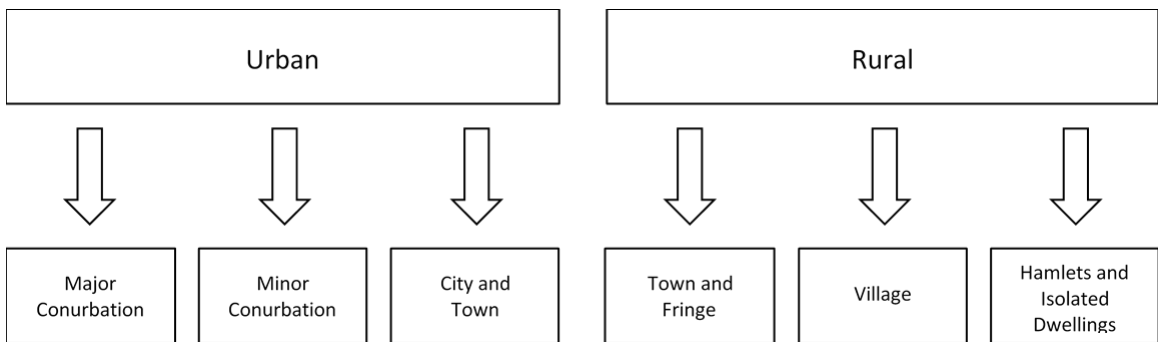 Urban
Rural
Major
Conurbation
Minor
Conurbation
City and
Town
Town and
Fringe
Village
Hamlets and
Isolated
Dwellings